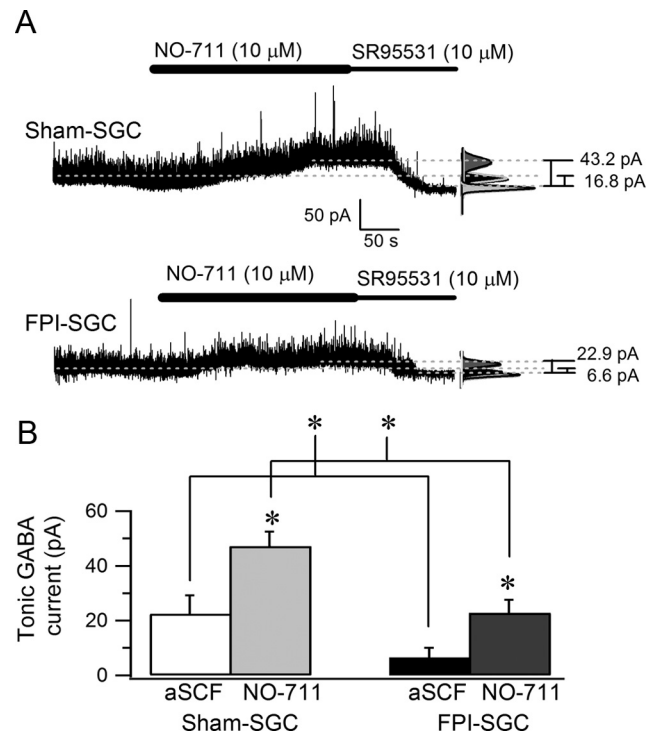 A
NO-711 (10 μM) SR95531 (10 μM)
Sham-SGC
43.2 pA
16.8 pA
50 pA
50 s
NO-711 (10 μM) SR95531 (10 μM)
FPI-SGC
22.9 pA
6.6 pA
B
* *
Tonic GABA
current (pA)
60
40
20
0
*
*
aSCF NO-711 aSCF NO-711
Sham-SGC FPI-SGC